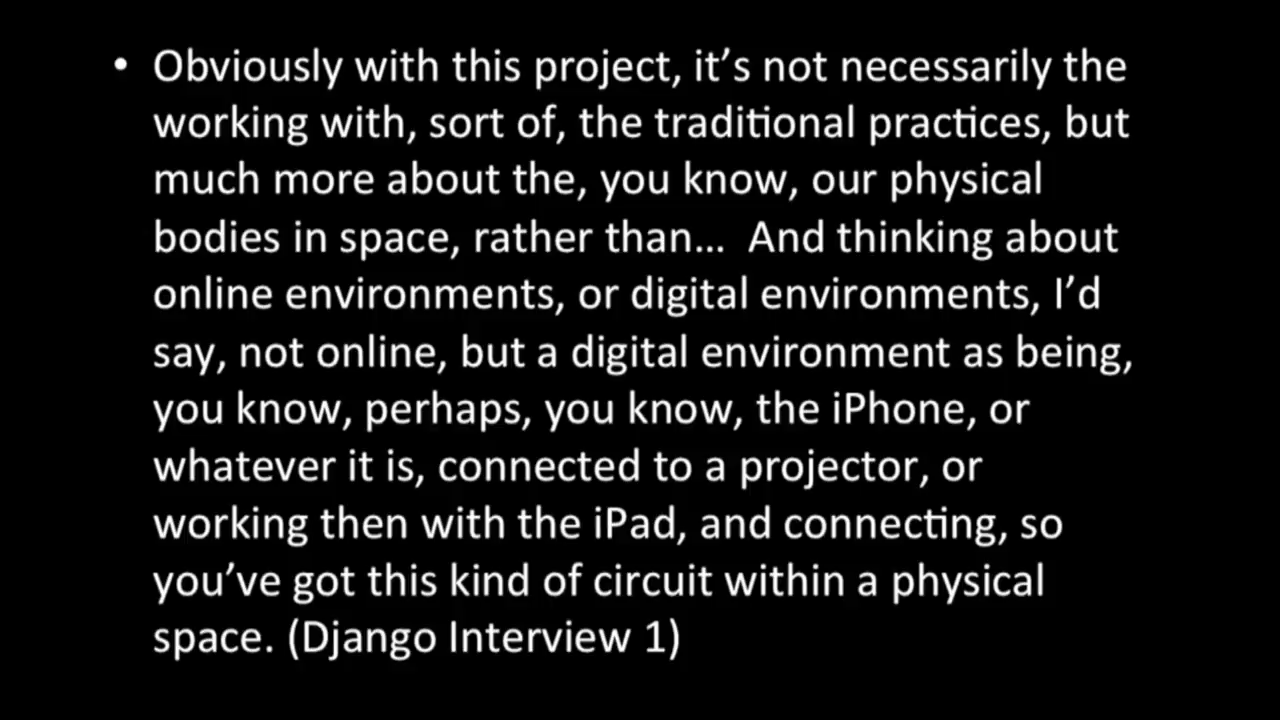 • Obviously with this project, it’s not necessarily the
working with, sort of, the traditional practices, but
much more about the, you know, our physical
bodies in space, rather than…  And thinking about
online environments, or digital environments, I’d
say, not online, but a digital environment as being,
you know, perhaps, you know, the iPhone, or
whatever it is, connected to a projector, or
working then with the iPad, and connecting, so
you’ve got this kind of circuit within a physical
space. (Django Interview 1)